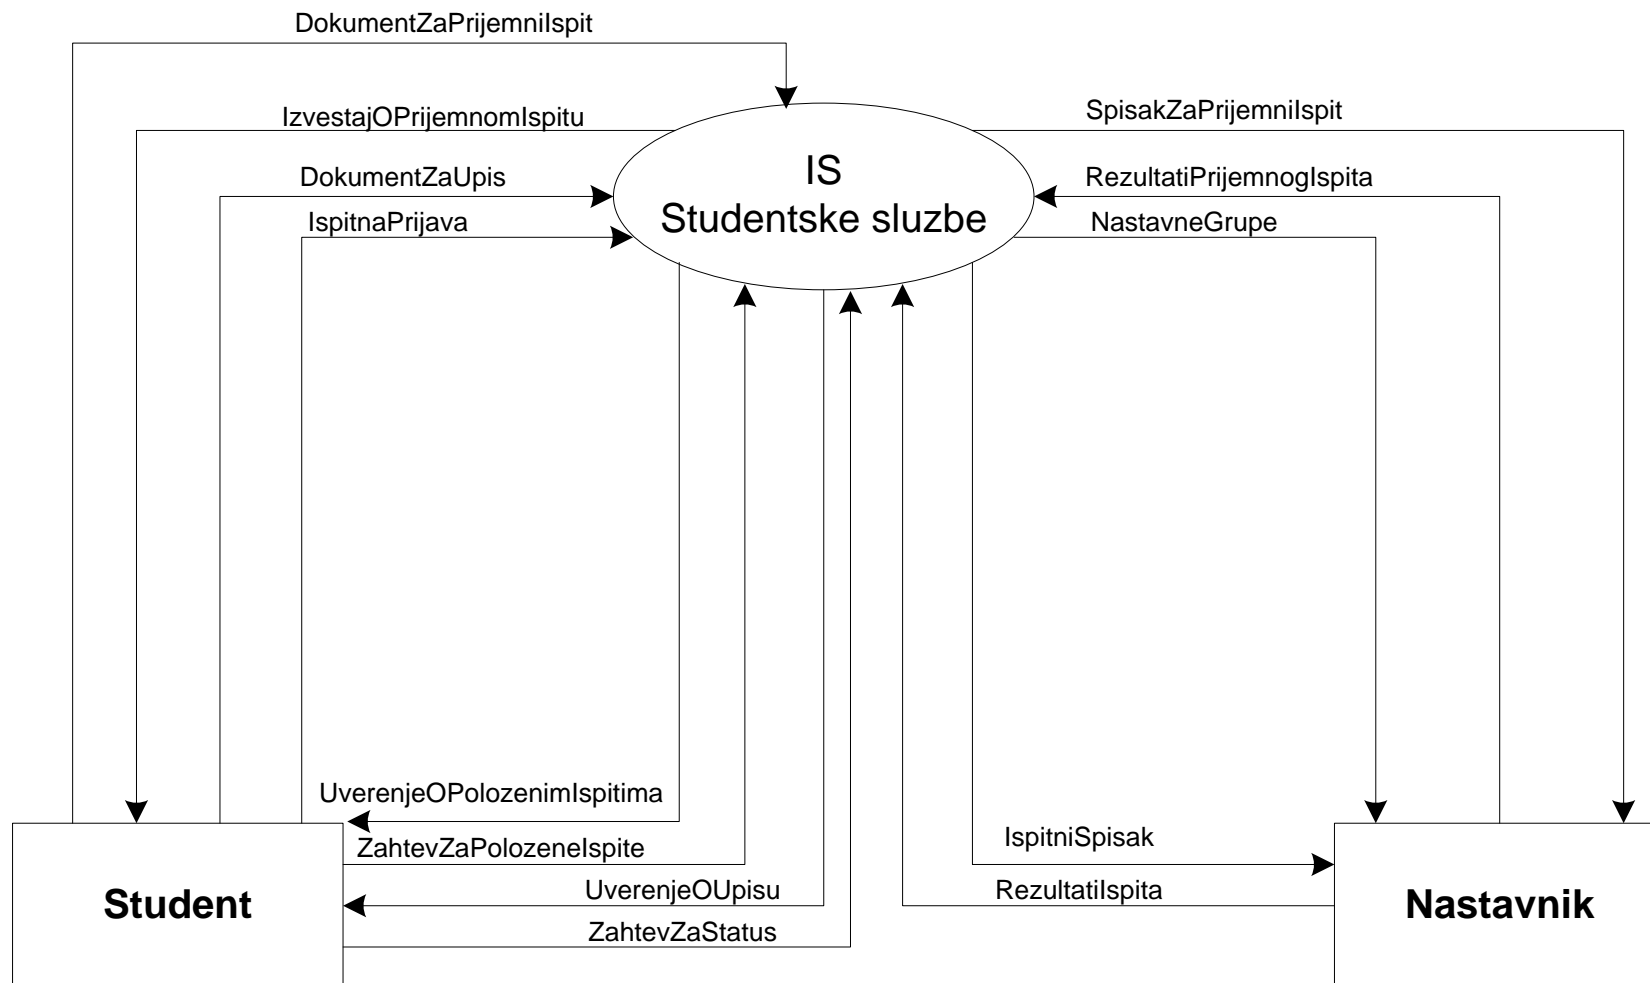 DokumentZaPrijemniIspit
IzvestajOPrijemnomIspitu
SpisakZaPrijemniIspit
IS
Studentske sluzbe
DokumentZaUpis
RezultatiPrijemnogIspita
IspitnaPrijava
NastavneGrupe
UverenjeOPolozenimIspitima
ZahtevZaPolozeneIspite
IspitniSpisak
UverenjeOUpisu
RezultatiIspita
Student
Nastavnik
ZahtevZaStatus